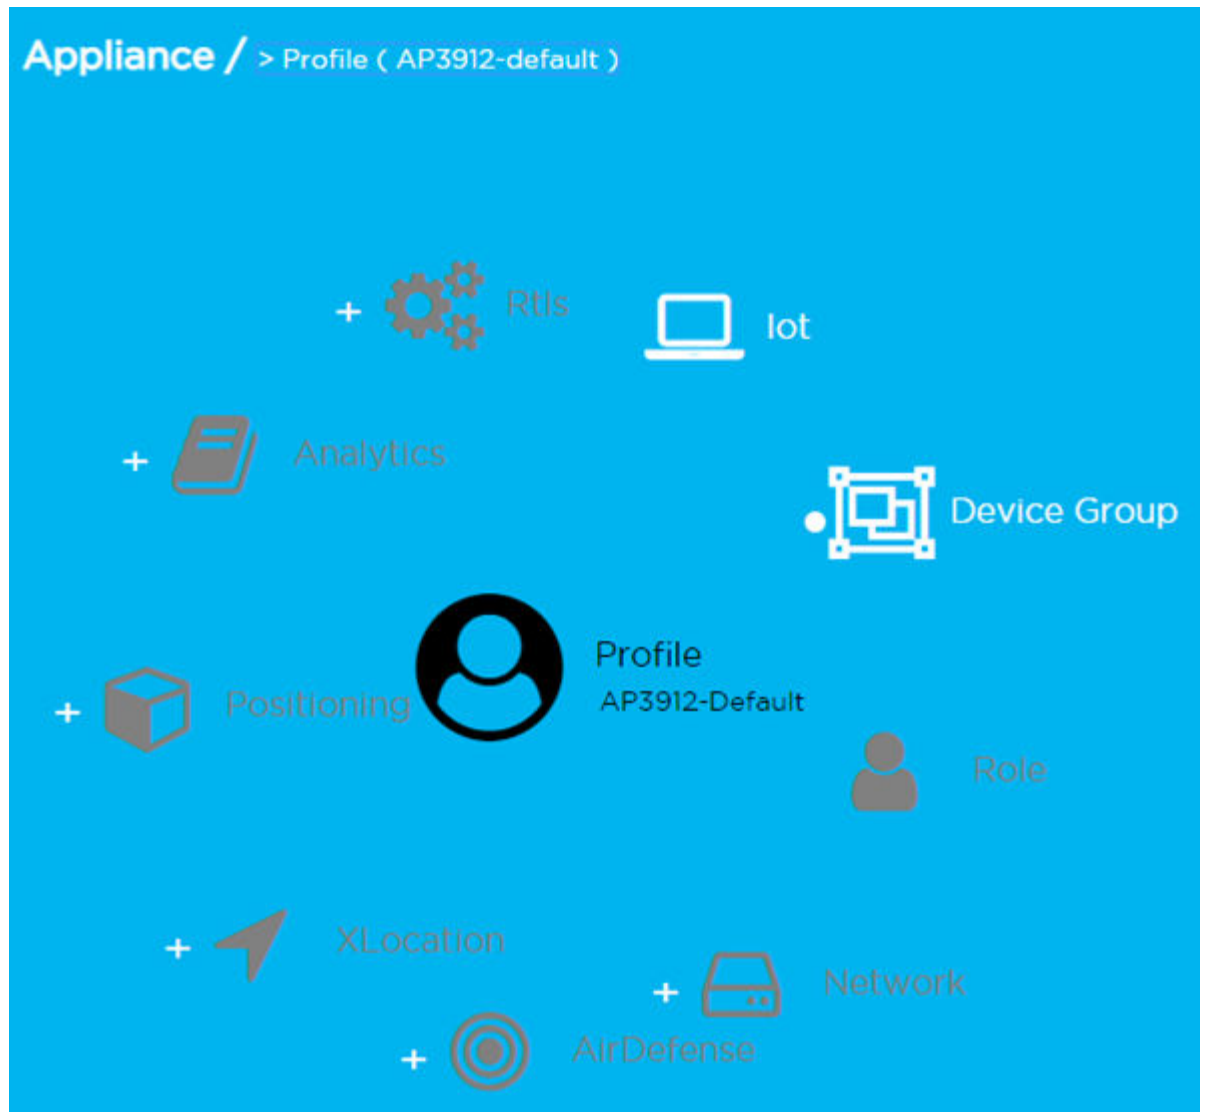 Appliance / > Profile ( AP3912-default )
+ Rtls
Iot
+ Analytics
Device Group
Profile
AP3912-Default
+ Positioning
Role
+ XLocation
+ Network
+ AirDefense